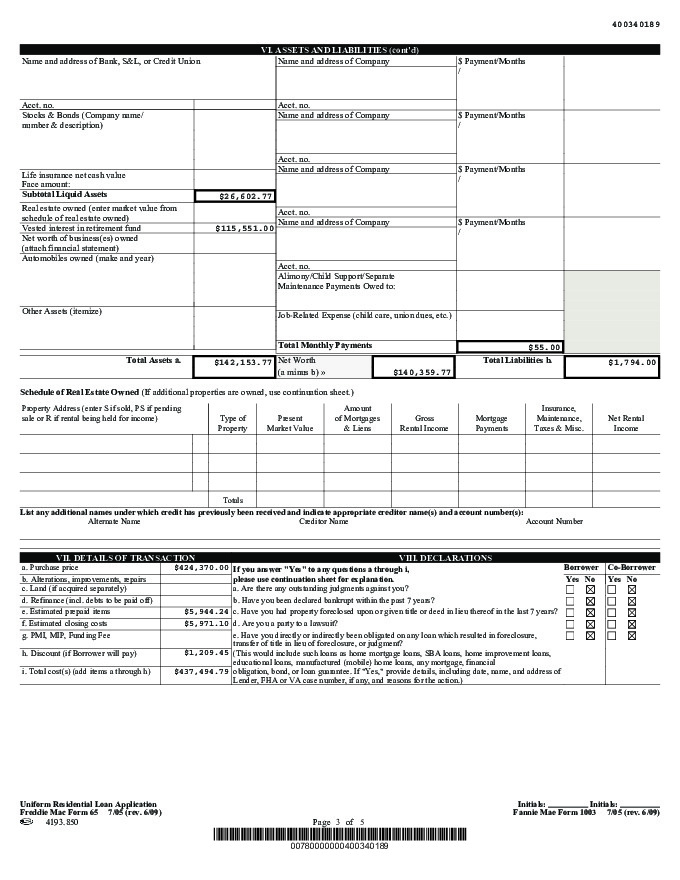 400340189
VI. ASSETS AND LIABILITIES (cont'd)
Name and address of Bank, S&L, or Credit Union
Name and address of Company
$ Payment/Months
/
Acct. no.
Acct. no.
Stocks & Bonds (Company name/
number & description)
Name and address of Company
$ Payment/Months
/
Acct. no.
Life insurance net cash value
Face amount:
Name and address of Company
$ Payment/Months
/
Subtotal Liquid Assets
$26,602.77
Real estate owned (enter market value from
schedule of real estate owned)
Acct. no.
Vested interest in retirement fund
$115,551.00
Name and address of Company
$ Payment/Months
/
Net worth of business(es) owned
(attach financial statement)
Automobiles owned (make and year)
Acct. no.
Alimony/Child Support/Separate
Maintenance Payments Owed to:
Other Assets (itemize)
Job-Related Expense (child care, union dues, etc.)
Total Monthly Payments
$55.00
Total Assets a.
$142,153.77
Net Worth
(a minus b) »
$140,359.77
Total Liabilities b.
$1,794.00
Schedule of Real Estate Owned (If additional properties are owned, use continuation sheet.)
Property Address (enter S if sold, PS if pending
sale or R if rental being held for income)
Type of
Property
Present
Market Value
Amount
of Mortgages
& Liens
Gross
Rental Income
Mortgage
Payments
Insurance,
Maintenance,
Taxes & Misc.
Net Rental
Income
Totals
List any additional names under which credit has previously been received and indicate appropriate creditor name(s) and account number(s):
Alternate Name Creditor Name Account Number
VII. DETAILS OF TRANSACTION
a. Purchase price $424,370.00
b. Alterations, improvements, repairs
c. Land (if acquired separately)
d. Refinance (incl. debts to be paid off)
e. Estimated prepaid items $5,944.24
f. Estimated closing costs $5,971.10
g. PMI, MIP, Funding Fee
h. Discount (if Borrower will pay) $1,209.45
i. Total cost(s) (add items a through h) $437,494.79
VIII. DECLARATIONS
If you answer "Yes" to any questions a through i,
please use continuation sheet for explanation.
Borrower Co-Borrower
Yes No Yes No
a. Are there any outstanding judgments against you? ☐ ☒ ☐ ☒
b. Have you been declared bankrupt within the past 7 years? ☐ ☒ ☐ ☒
c. Have you had property foreclosed upon or given title or deed in lieu thereof in the last 7 years? ☐ ☒ ☐ ☒
d. Are you a party to a lawsuit? ☐ ☒ ☐ ☒
e. Have you directly or indirectly been obligated on any loan which resulted in foreclosure, ☐ ☒ ☐ ☒
transfer of title in lieu of foreclosure, or judgment?
(This would include such loans as home mortgage loans, SBA loans, home improvement loans,
educational loans, manufactured (mobile) home loans, any mortgage, financial
obligation, bond, or loan guarantee. If "Yes," provide details, including date, name, and address of
Lender, FHA or VA case number, if any, and reasons for the action.)
Uniform Residential Loan Application
Freddie Mac Form 65 7/05 (rev. 6/09)
4193.850
Page 3 of 5
Initials: ________ Initials: ________
Fannie Mae Form 1003 7/05 (rev. 6/09)
00780000000400340189